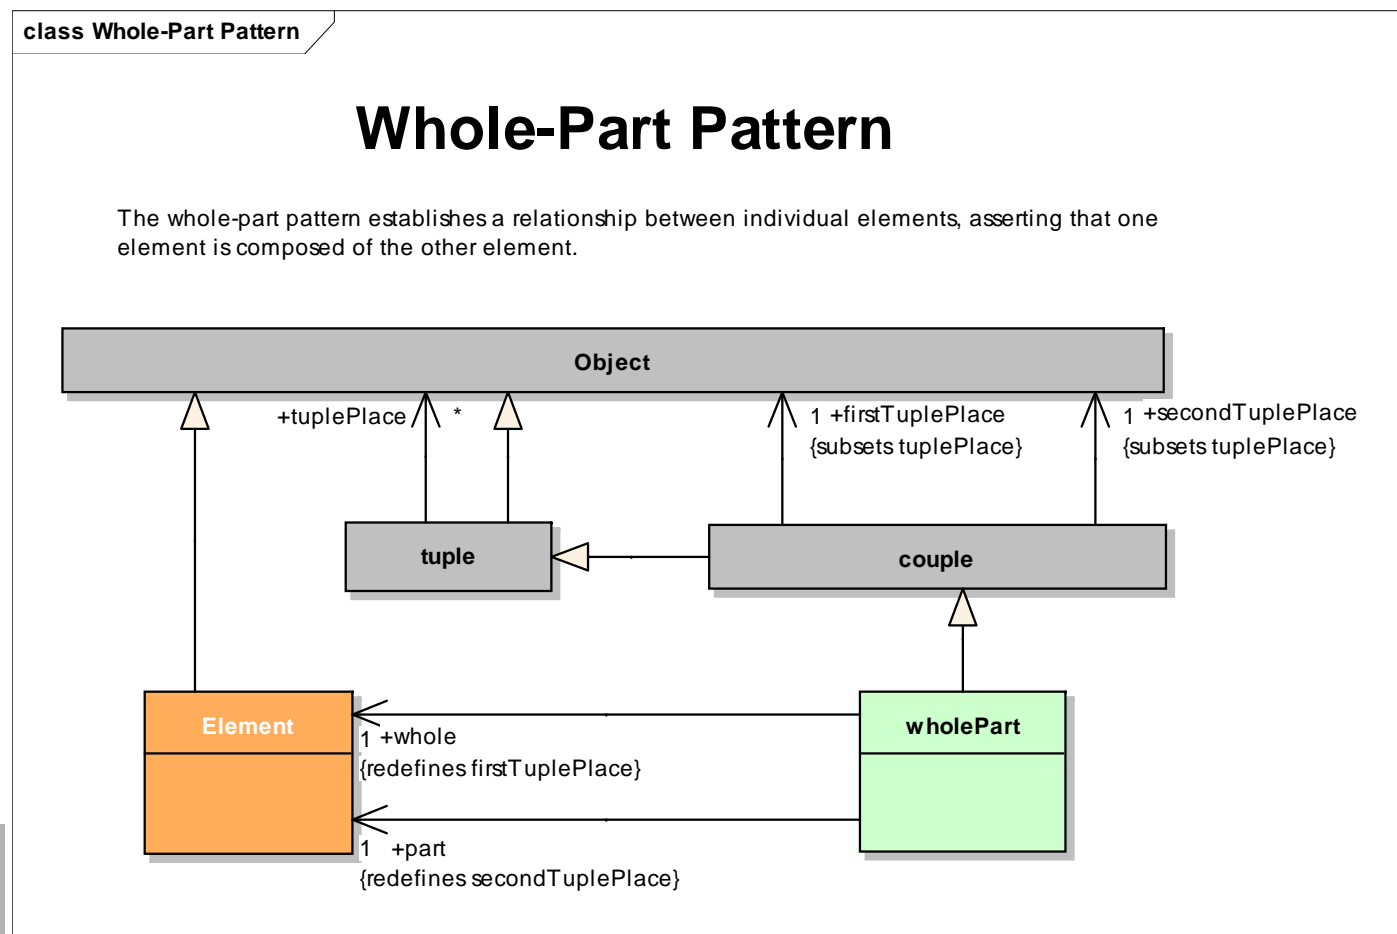 class Whole-Part Pattern
Whole-Part Pattern
The whole-part pattern establishes a relationship between individual elements, asserting that one
element is composed of the other element.
Object
+tuplePlace *
1 +firstTuplePlace
{subsets tuplePlace}
1 +secondTuplePlace
{subsets tuplePlace}
tuple
couple
Element
wholePart
1 +whole
{redefines firstTuplePlace}
1 +part
{redefines secondTuplePlace}